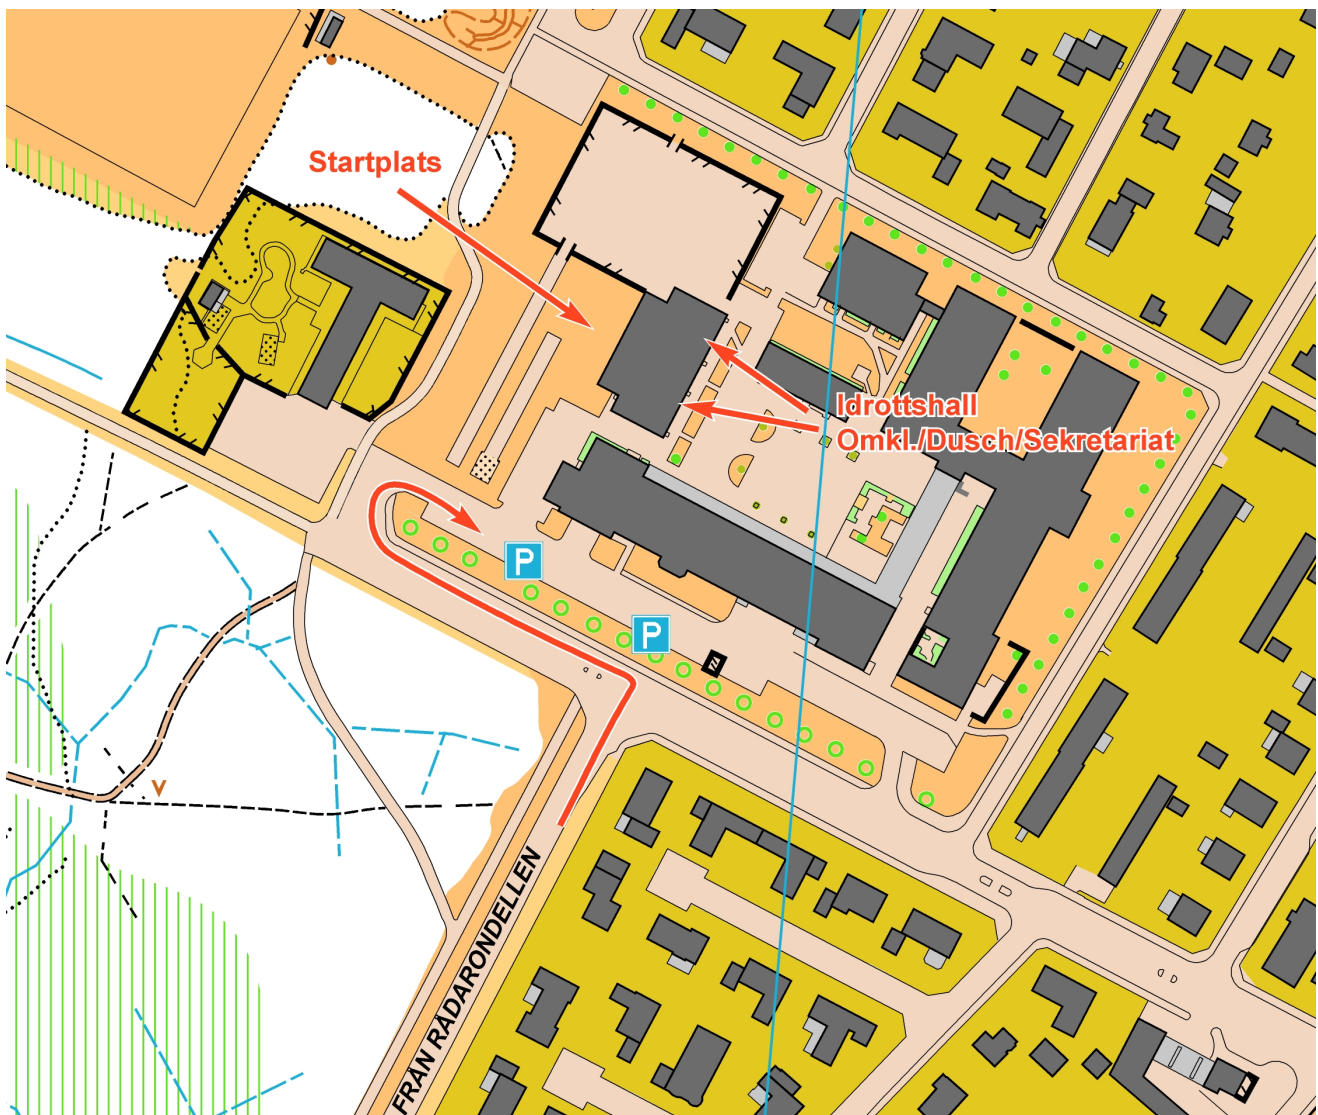 Startplats
Idrottshall
Omkl./Dusch/Sekretariat
P
P
FRÅN RÅDARONDELLEN